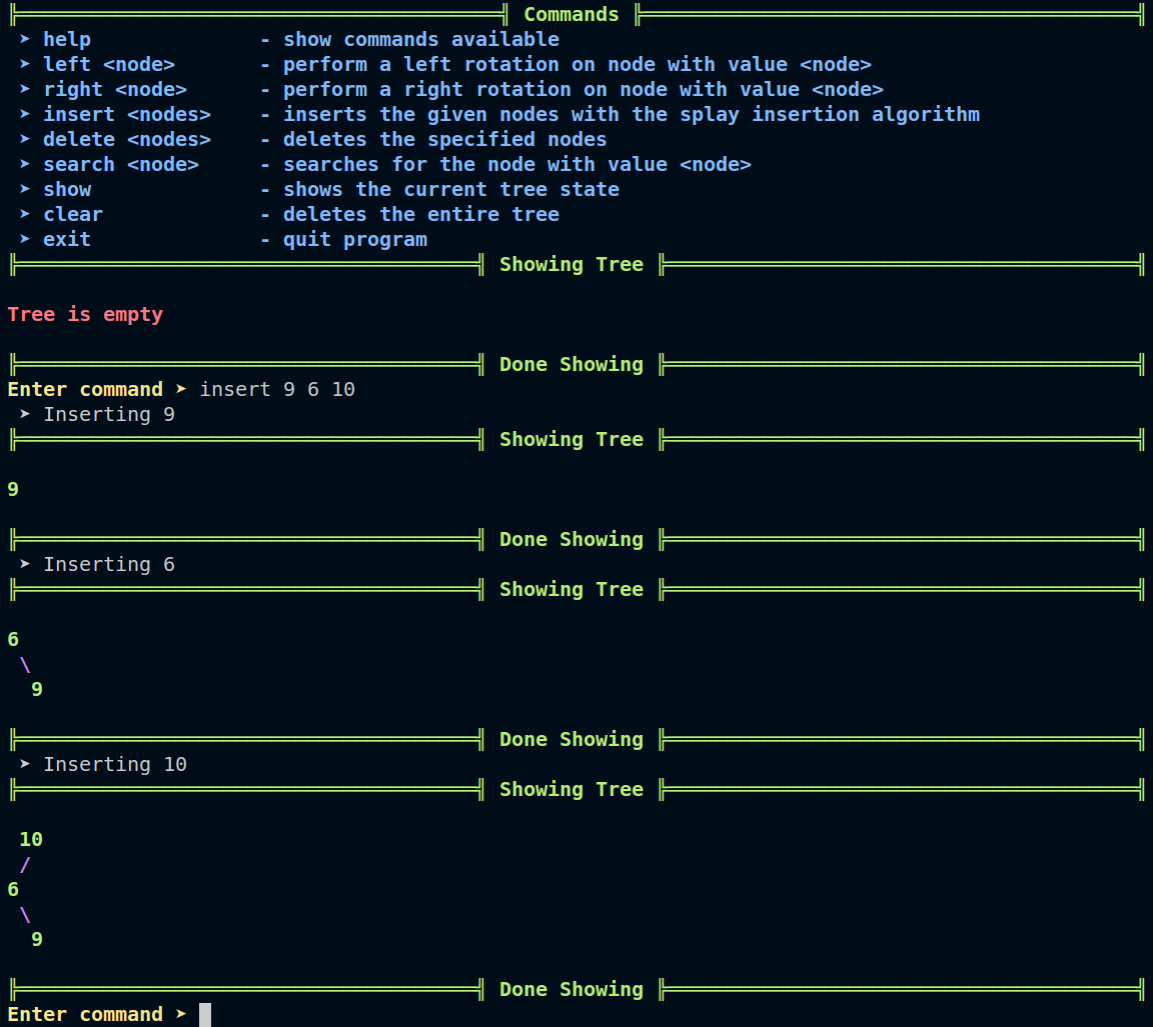 ╠════════════════════════════════════════╣ Commands ╠═════════════════════════════════════════╣
➤ help - show commands available
➤ left <node> - perform a left rotation on node with value <node>
➤ right <node> - perform a right rotation on node with value <node>
➤ insert <nodes> - inserts the given nodes with the splay insertion algorithm
➤ delete <nodes> - deletes the specified nodes
➤ search <node> - searches for the node with value <node>
➤ show - shows the current tree state
➤ clear - deletes the entire tree
➤ exit - quit program
╠══════════════════════════════════════╣ Showing Tree ╠═══════════════════════════════════════╣
Tree is empty
╠══════════════════════════════════════╣ Done Showing ╠═══════════════════════════════════════╣
Enter command ➤ insert 9 6 10
➤ Inserting 9
╠══════════════════════════════════════╣ Showing Tree ╠═══════════════════════════════════════╣
9
╠══════════════════════════════════════╣ Done Showing ╠═══════════════════════════════════════╣
➤ Inserting 6
╠══════════════════════════════════════╣ Showing Tree ╠═══════════════════════════════════════╣
6
 \
  9
╠══════════════════════════════════════╣ Done Showing ╠═══════════════════════════════════════╣
➤ Inserting 10
╠══════════════════════════════════════╣ Showing Tree ╠═══════════════════════════════════════╣
 10
 /
6
 \
  9
╠══════════════════════════════════════╣ Done Showing ╠═══════════════════════════════════════╣
Enter command ➤